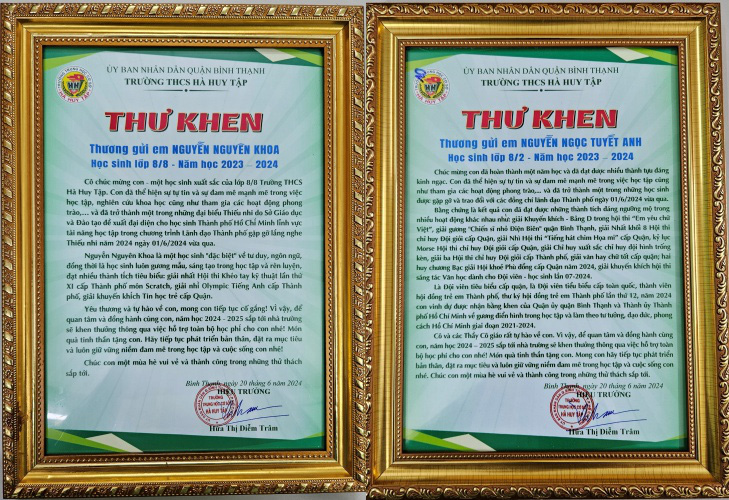 ỦY BAN NHÂN DÂN QUẬN BÌNH THẠNH
TRƯỜNG THCS HÀ HUY TẬP
THƯ KHEN
Thương gửi em NGUYỄN NGUYÊN KHOA
Học sinh lớp 8/8 - Năm học 2023 - 2024
Cô chúc mừng con - một học sinh xuất sắc của lớp 8/8 Trường THCS
Hà Huy Tập. Con đã thể hiện sự tự tin và sự đam mê mạnh mẽ trong việc
học tập, nghiên cứu khoa học cũng như tham gia các hoạt động phong
trào,... và đã trở thành một trong những đại biểu Thiếu nhi do Sở Giáo dục
và Đào tạo đề xuất đại diện cho học sinh Thành phố Hồ Chí Minh lĩnh vực
tài năng học tập trong chương trình Lãnh đạo Thành phố gặp gỡ lắng nghe
Thiếu nhi năm 2024 ngày 01/6/2024 vừa qua.
Nguyễn Nguyên Khoa là một học sinh "đặc biệt" về tư duy, ngôn ngữ,
đồng thời là học sinh luôn gương mẫu, sáng tạo trong học tập và rèn luyện,
đạt nhiều thành tích tiêu biểu: giải nhất Hội thi Khéo tay kỹ thuật lần thứ
XI cấp Thành phố môn Scratch, giải nhì Olympic Tiếng Anh cấp Thành
phố, giải khuyến khích Tin học trẻ cấp Quận.
Yêu thương và tự hào về con, mong con tiếp tục cố gắng! Vì vậy, để
quan tâm và đồng hành cùng con, năm học 2024 - 2025 sắp tới nhà trường
sẽ khen thưởng thông qua việc hỗ trợ toàn bộ học phí cho con nhé! Món
quà tinh thần tặng con. Hãy tiếp tục phát triển bản thân, đặt ra mục tiêu
và luôn giữ vững niềm đam mê trong học tập và cuộc sống con nhé!
Chúc con một mùa hè vui vẻ và thành công trong những thử thách
sắp tới.
Bình Thạnh, ngày 20 tháng 6 năm 2024
HIỆU TRƯỞNG
TRƯỜNG
TRUNG HỌC CƠ SỞ
HÀ HUY TẬP
Hứa Thị Diễm Trâm
ỦY BAN NHÂN DÂN QUẬN BÌNH THẠNH
TRƯỜNG THCS HÀ HUY TẬP
THƯ KHEN
Thương gửi em NGUYỄN NGỌC TUYẾT ANH
Học sinh lớp 8/2 - Năm học 2023 - 2024
Chúc mừng con đã hoàn thành một năm học và đã đạt được nhiều thành tựu đáng
kinh ngạc. Con đã thể hiện sự tự tin và sự đam mê mạnh mẽ trong việc học tập cũng
như tham gia các hoạt động phong trào,... và đã trở thành một trong những học sinh
được gặp gỡ và trao đổi với các đồng chí lãnh đạo Thành phố ngày 01/6/2024 vừa qua.
Bằng chứng là kết quả con đã đạt được những thành tích đáng ngưỡng mộ trong
nhiều hoạt động khác nhau như như giải Khuyến khích - Bảng D trong hội thi "Em yêu chữ
Việt", giải gương "Chiến sĩ nhỏ Điện Biên" quận Bình Thạnh, giải Nhất khối 8 Hội thi
chỉ huy Đội giỏi cấp Quận, giải Nhì Hội thi "Tiếng hát chim Họa mi" cấp Quận, kỷ lục
Morse Hội thi chỉ huy Đội giỏi cấp Quận, giải Chỉ huy xuất sắc chỉ huy đội hình trống
kèn, giải ba Hội thi chỉ huy Đội giỏi cấp Thành phố, giải văn hay chữ tốt cấp quận; hai
huy chương Bạc giải Hội khoẻ Phù đổng cấp Quận năm 2024, giải khuyến khích hội thi
sáng tác Văn học dành cho Đội viên - học sinh lần 07-2024.
Là Đội viên tiêu biểu cấp quận, là Đội viên tiêu biểu cấp toàn quốc, thành viên
hội đồng trẻ em Thành phố, thư ký hội đồng trẻ em Thành phố lần thứ 12, năm 2024
con vinh dự được nhận bằng khen của Quận ủy quận Bình Thạnh và Thành ủy Thành
phố Hồ Chí Minh về gương điển hình trong học tập và làm theo tư tưởng, đạo đức, phong
cách Hồ Chí Minh giai đoạn 2021-2024.
Cô và các Thầy Cô giáo rất tự hào về con. Vì vậy, để quan tâm và đồng hành cùng
con, năm học 2024 - 2025 sắp tới nhà trường sẽ khen thưởng thông qua việc hỗ trợ toàn
bộ học phí cho con nhé! Món quà tinh thần tặng con. Mong con hãy tiếp tục phát triển
bản thân, đặt ra mục tiêu và luôn giữ vững niềm đam mê trong học tập và cuộc sống con
nhé. Chúc con một mùa hè vui vẻ và thành công trong những thử thách sắp tới.
Bình Thạnh, ngày 20 tháng 6 năm 2024
HIỆU TRƯỞNG
TRƯỜNG
TRUNG HỌC CƠ SỞ
HÀ HUY TẬP
Hứa Thị Diễm Trâm